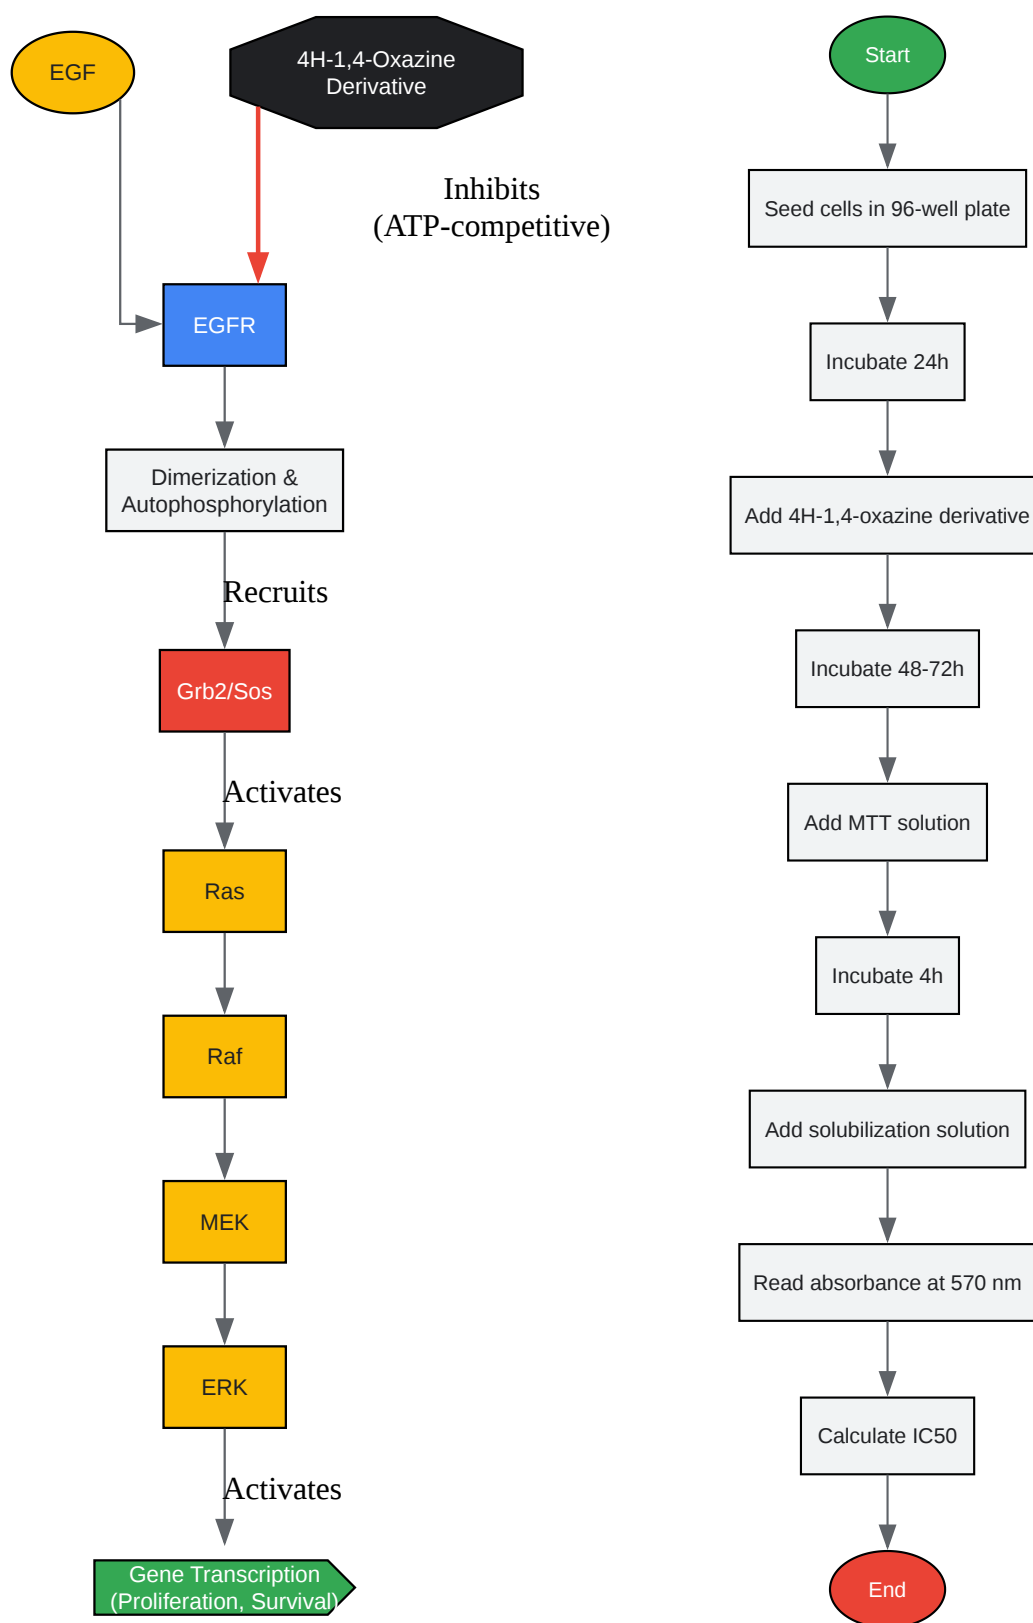 EGF
4H-1,4-Oxazine
Derivative
Inhibits
(ATP-competitive)
EGFR
Dimerization &
Autophosphorylation
Recruits
Grb2/Sos
Activates
Ras
Raf
MEK
ERK
Activates
Gene Transcription
(Proliferation, Survival)
Start
Seed cells in 96-well plate
Incubate 24h
Add 4H-1,4-oxazine derivative
Incubate 48-72h
Add MTT solution
Incubate 4h
Add solubilization solution
Read absorbance at 570 nm
Calculate IC50
End